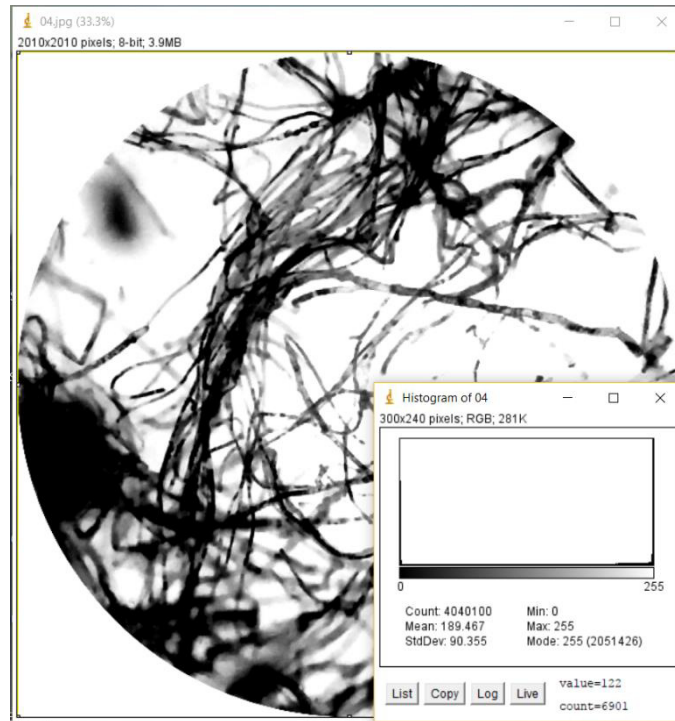 04.jpg (33.3%)
2010x2010 pixels; 8-bit; 3.9MB
Histogram of 04
300x240 pixels; RGB; 281K
0 255
Count: 4040100 Min: 0
Mean: 189.467 Max: 255
StdDev: 90.355 Mode: 255 (2051426)
List Copy Log Live value=122
count=6901